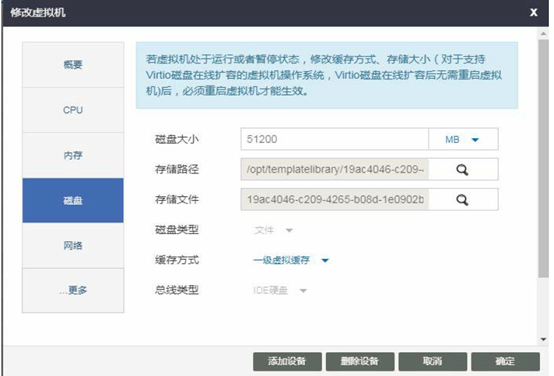 修改虚拟机
X
概要
CPU
内存
磁盘
网络
...更多
若虚拟机处于运行或者暂停状态，修改缓存方式、存储大小（对于支持
Virtio磁盘在线扩容的虚拟机操作系统，Virtio磁盘在线扩容后无需重启虚拟
机)后，必须重启虚拟机才能生效。
磁盘大小 51200 MB
存储路径 /opt/templatelibrary/19ac4046-c209-
存储文件 19ac4046-c209-4265-b08d-1e0902b
磁盘类型 文件
缓存方式 一级虚拟缓存
总线类型 IDE硬盘
添加设备 删除设备 取消 确定